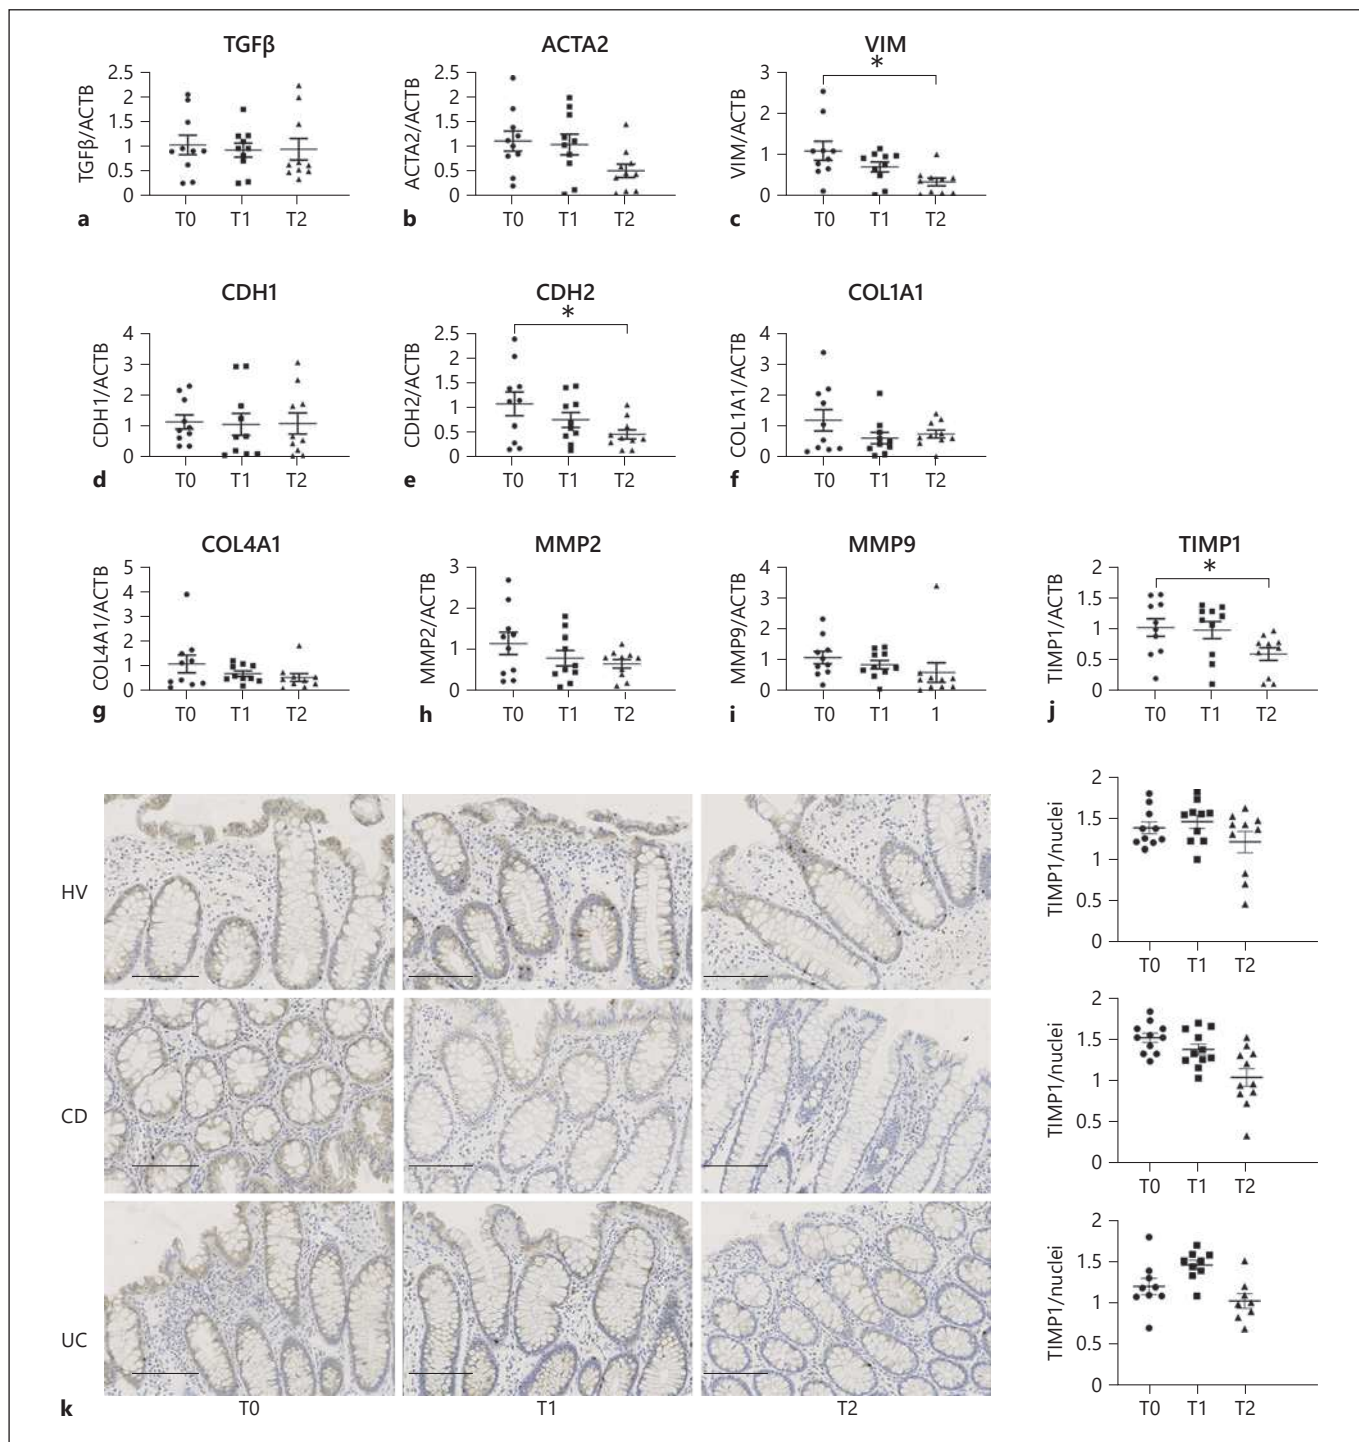 TGFβ
TGFβ/ACTB
2.5
2
1.5
1
0.5
0
T0 T1 T2
a
ACTA2
ACTA2/ACTB
2.5
2
1.5
1
0.5
0
T0 T1 T2
b
VIM
*
VIM/ACTB
3
2
1
0
T0 T1 T2
c
CDH1
CDH1/ACTB
4
3
2
1
0
T0 T1 T2
d
CDH2
*
CDH2/ACTB
2.5
2
1.5
1
0.5
0
T0 T1 T2
e
COL1A1
COL1A1/ACTB
4
3
2
1
0
T0 T1 T2
f
COL4A1
COL4A1/ACTB
5
4
3
2
1
0
T0 T1 T2
g
MMP2
MMP2/ACTB
3
2
1
0
T0 T1 T2
h
MMP9
MMP9/ACTB
4
3
2
1
0
T0 T1 1
i
TIMP1
*
TIMP1/ACTB
2
1.5
1
0.5
0
T0 T1 T2
j
HV
TIMP1/nuclei
2
1.5
1
0.5
0
T0 T1 T2
CD
TIMP1/nuclei
2
1.5
1
0.5
0
T0 T1 T2
UC
TIMP1/nuclei
2
1.5
1
0.5
0
T0 T1 T2
k
T0 T1 T2